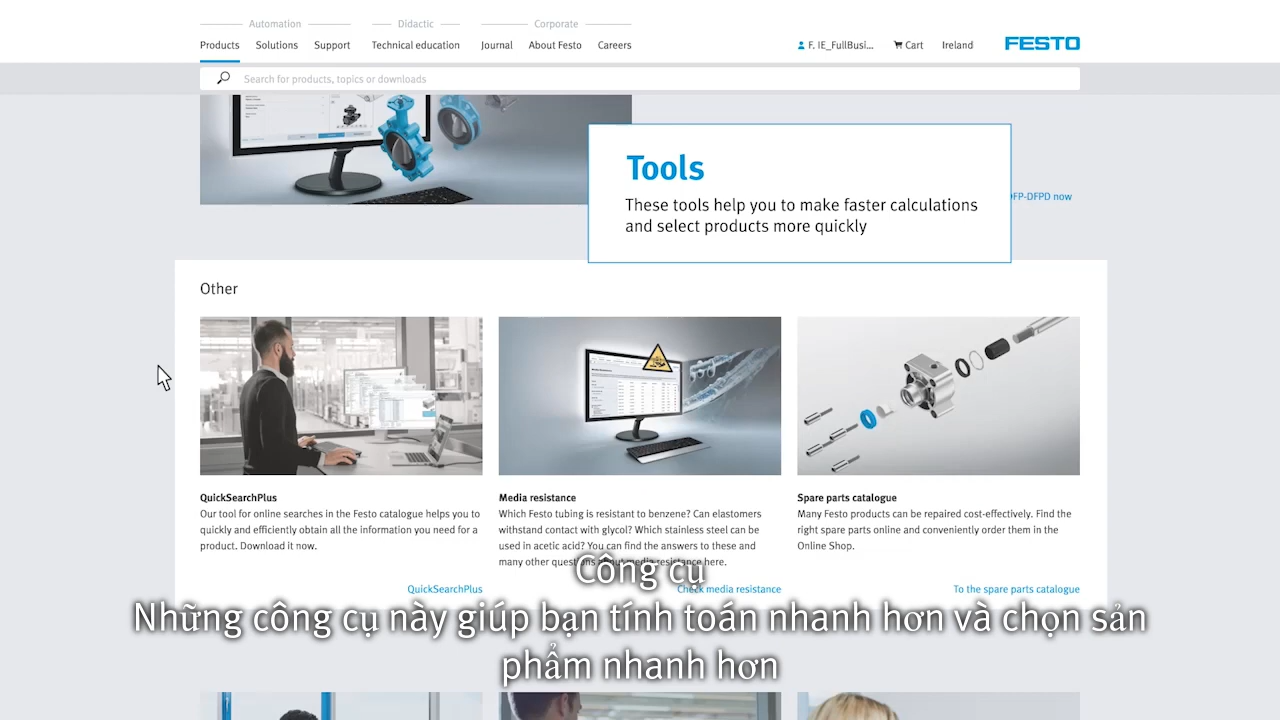 Automation
Didactic
Corporate
Products
Solutions
Support
Technical education
Journal
About Festo
Careers
F. IE_FullBusi...
Cart
Ireland
FESTO
Search for products, topics or downloads
Tools
These tools help you to make faster calculations
and select products more quickly
DFP-DFPD now
Other
QuickSearchPlus
Our tool for online searches in the Festo catalogue helps you to
quickly and efficiently obtain all the information you need for a
product. Download it now.
QuickSearchPlus
Media resistance
Which Festo tubing is resistant to benzene? Can elastomers
withstand contact with glycol? Which stainless steel can be
used in acetic acid? You can find the answers to these and
many other questions about media resistance here.
Check media resistance
Spare parts catalogue
Many Festo products can be repaired cost-effectively. Find the
right spare parts online and conveniently order them in the
Online Shop.
To the spare parts catalogue
Công cụ
Những công cụ này giúp bạn tính toán nhanh hơn và chọn sản
phẩm nhanh hơn